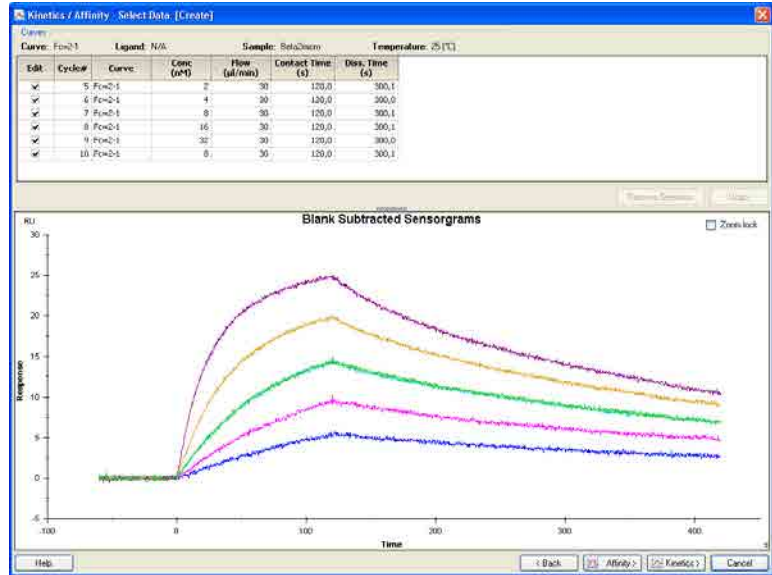 Kinetics / Affinity - Select Data [Create]
Curves
Curve: Fc=2-1 Ligand: N/A Sample: Beta2micro Temperature: 25 [°C]
Edit Cycle# Curve Conc (nM) Flow (µl/min) Contact Time (s) Diss. Time (s)
5 Fc=2-1 2 30 120,0 300,1
6 Fc=2-1 4 30 120,0 300,0
7 Fc=2-1 8 30 120,0 300,1
8 Fc=2-1 16 30 120,0 300,1
9 Fc=2-1 32 30 120,0 300,0
10 Fc=2-1 8 30 120,0 300,1
Blank Subtracted Sensorgrams
RU
Zoom lock
30
25
20
15
10
5
0
-5
Response
-100 0 100 200 300 400
Time
s
Help
< Back Affinity > Kinetics > Cancel